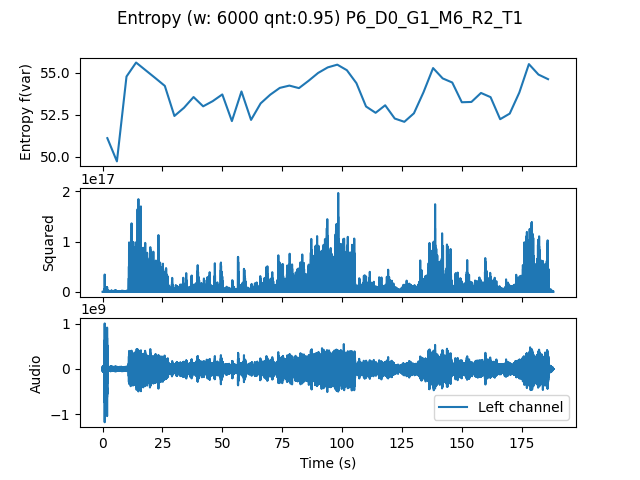 Entropy (w: 6000 qnt:0.95) P6_D0_G1_M6_R2_T1
Entropy f(var)
55.0
52.5
50.0
1e17
Squared
2
1
0
1e9
Audio
1
0
−1
Left channel
0 25 50 75 100 125 150 175
Time (s)